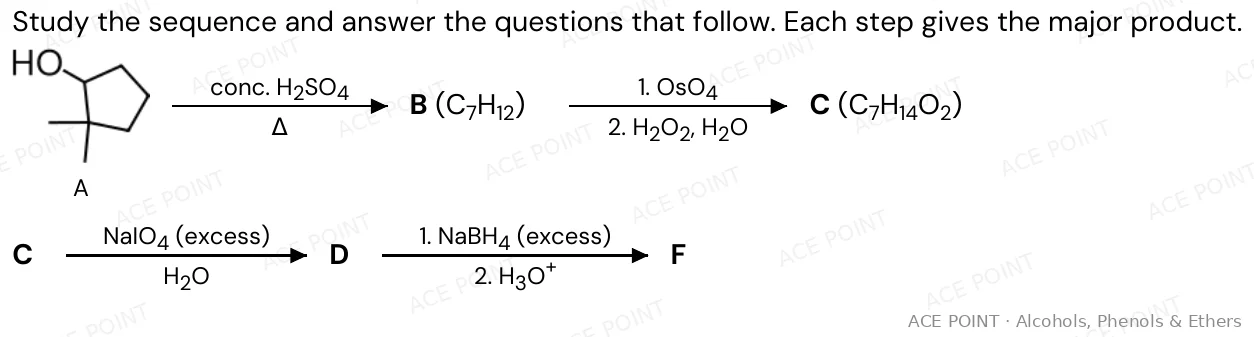 Study the sequence and answer the questions that follow. Each step gives the major product.
HO
conc. H₂SO₄
Δ
B (C₇H₁₂)
1. OsO₄
2. H₂O₂, H₂O
C (C₇H₁₄O₂)
A
C
NaIO₄ (excess)
H₂O
D
1. NaBH₄ (excess)
2. H₃O⁺
F
ACE POINT · Alcohols, Phenols & Ethers